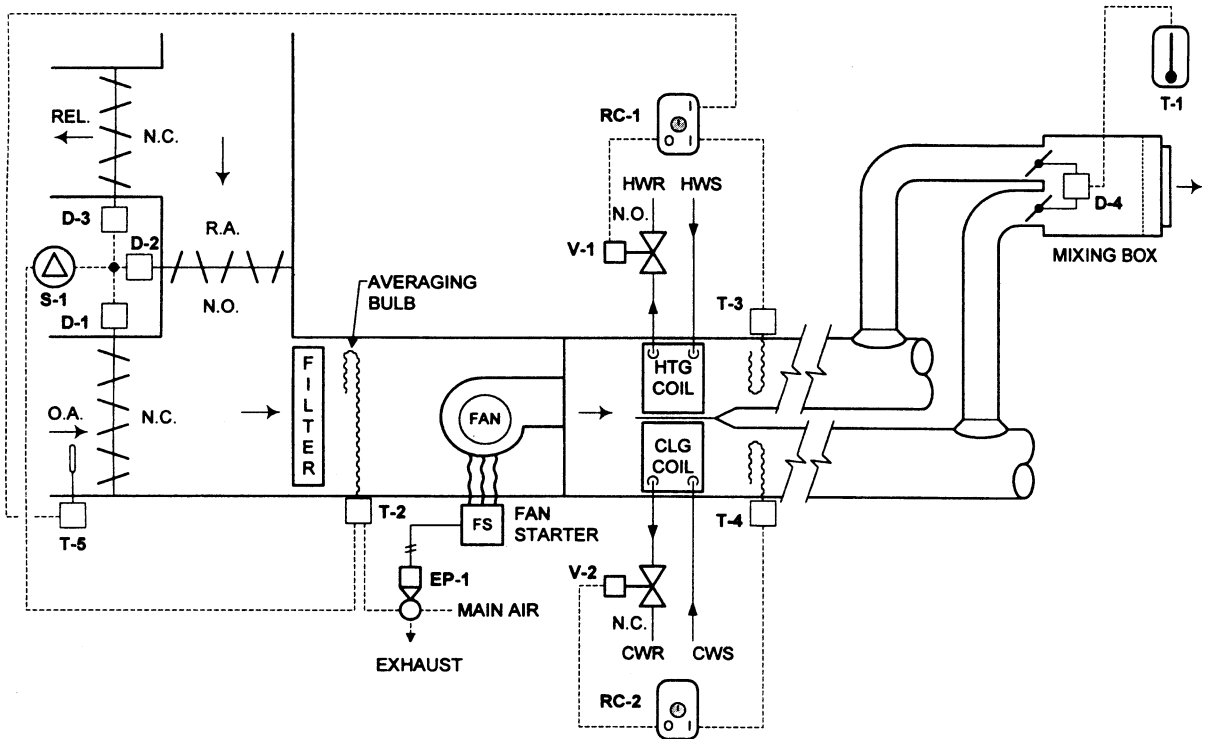 REL.
N.C.
D-3
D-2
S-1
D-1
R.A.
N.O.
O.A.
N.C.
T-5
AVERAGING
BULB
FILTER
T-2
FAN
FS
FAN
STARTER
EP-1
MAIN AIR
EXHAUST
RC-1
I
O I
HWR HWS
N.O.
V-1
T-3
HTG
COIL
CLG
COIL
T-4
V-2
N.C.
CWR CWS
RC-2
O I
T-1
D-4
MIXING BOX